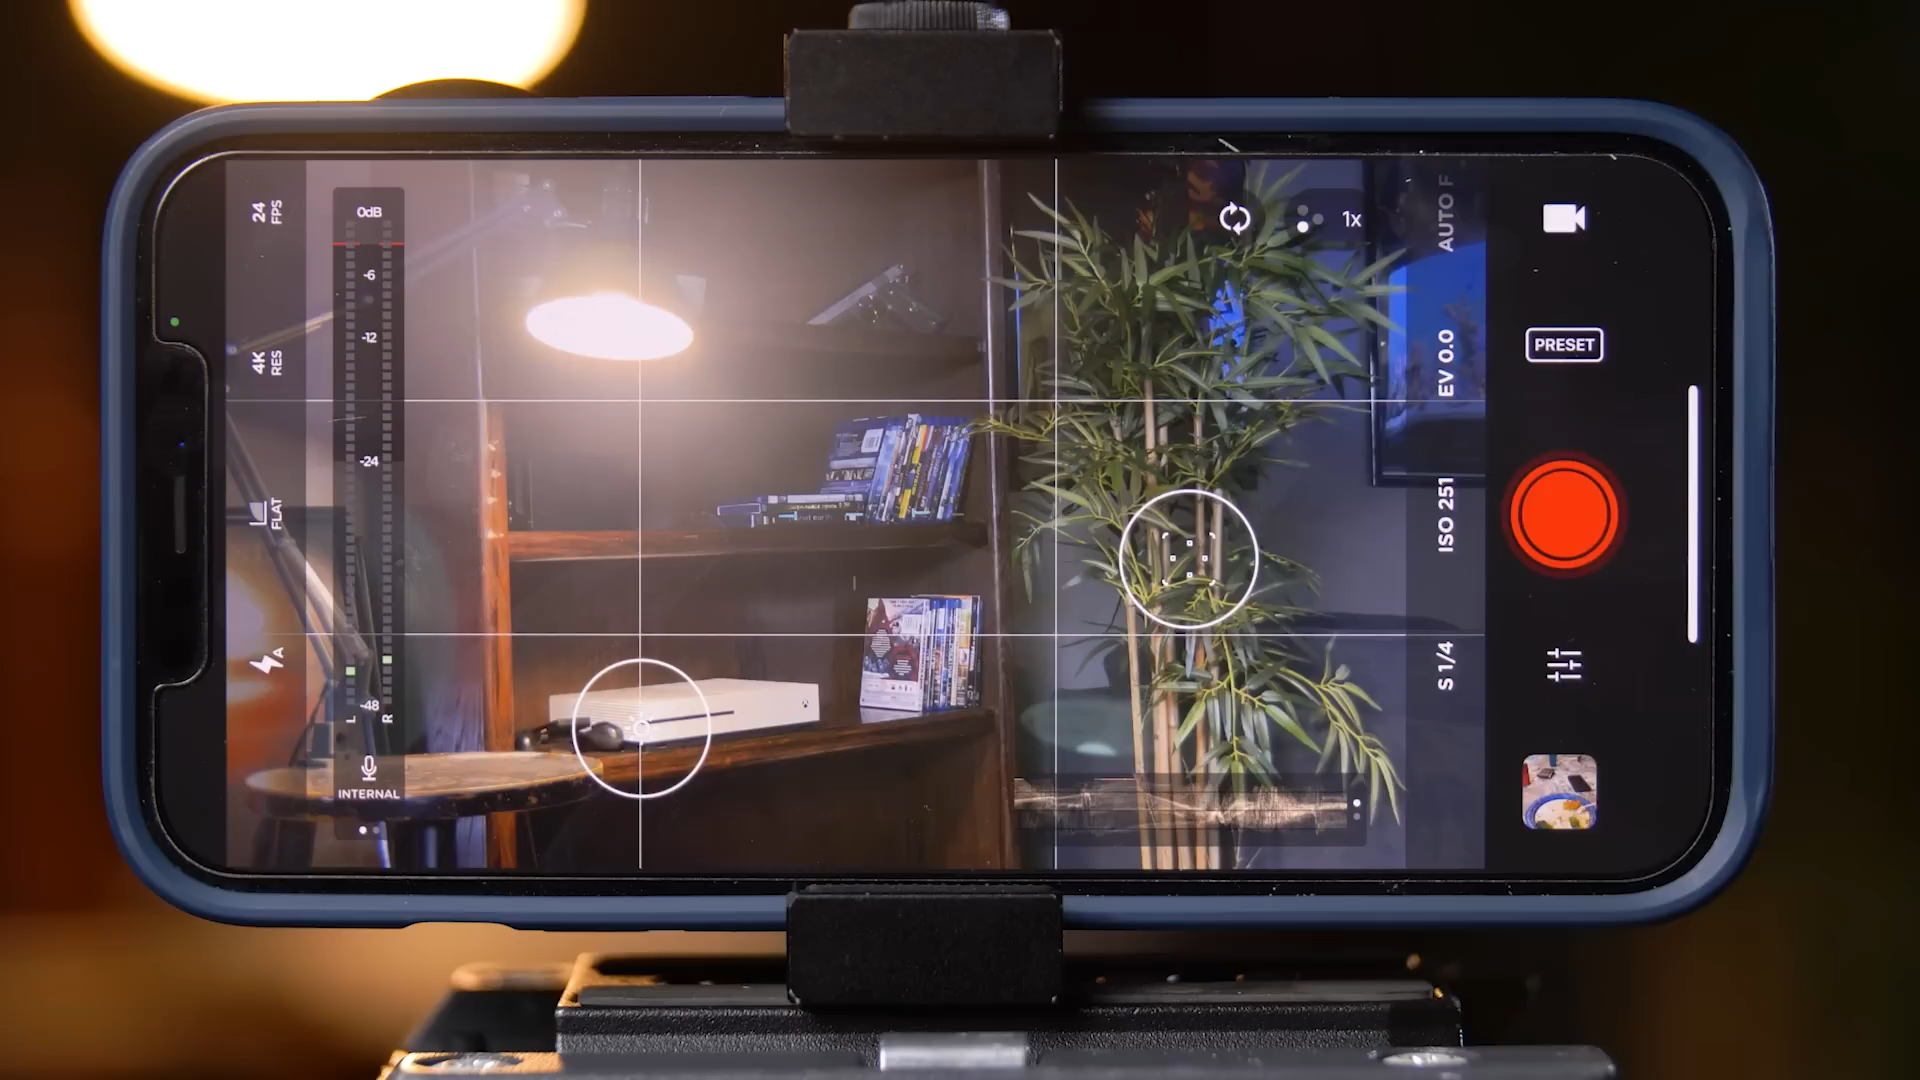 24
FPS
4K
RES
FLAT
A
0dB
-6
-12
-24
-48
L
R
INTERNAL
1x
AUTO F
EV 0.0
ISO 251
S 1/4
PRESET